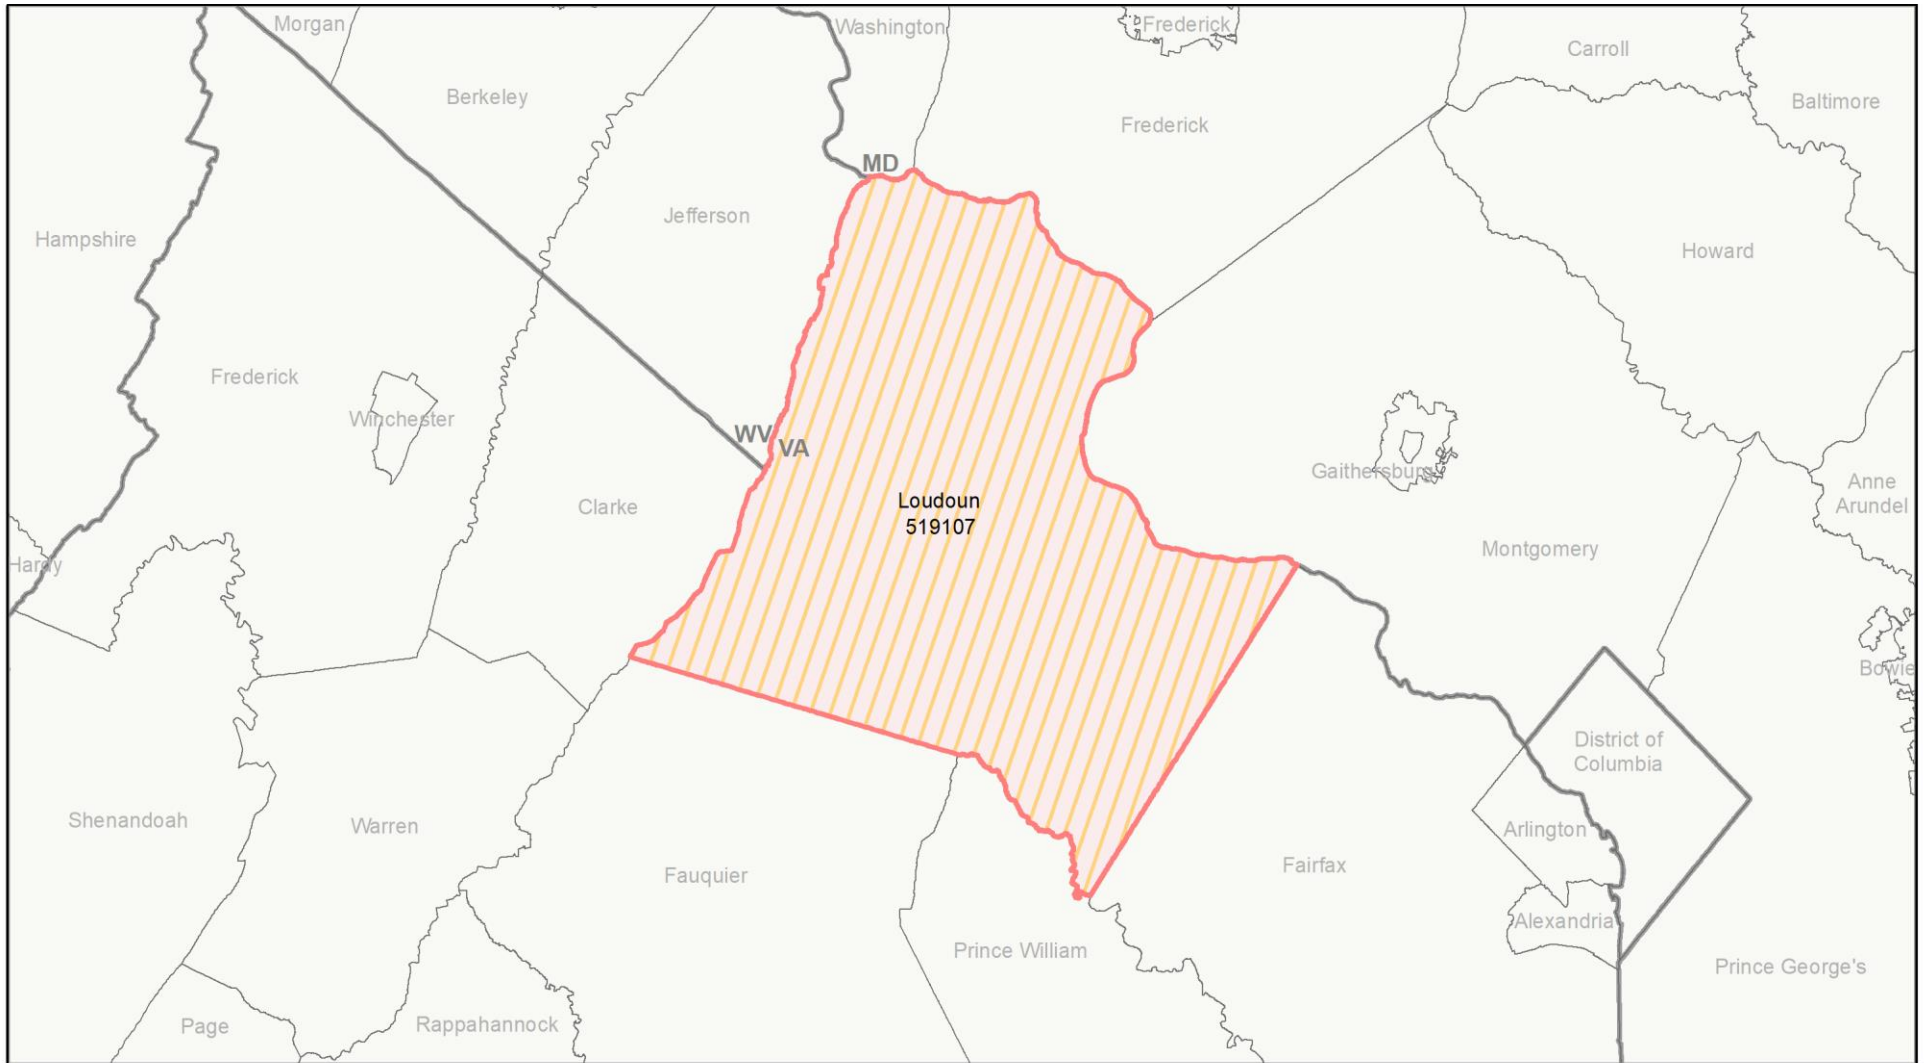 Morgan
Washington
Frederick
Carroll
Berkeley
Baltimore
Frederick
MD
Jefferson
Hampshire
Howard
Frederick
Winchester
WV
VA
Gaithersburg
Loudoun
519107
Clarke
Anne
Arundel
Montgomery
Hardy
Bowie
District of
Columbia
Shenandoah
Warren
Arlington
Fauquier
Fairfax
Alexandria
Prince William
Prince George's
Page
Rappahannock